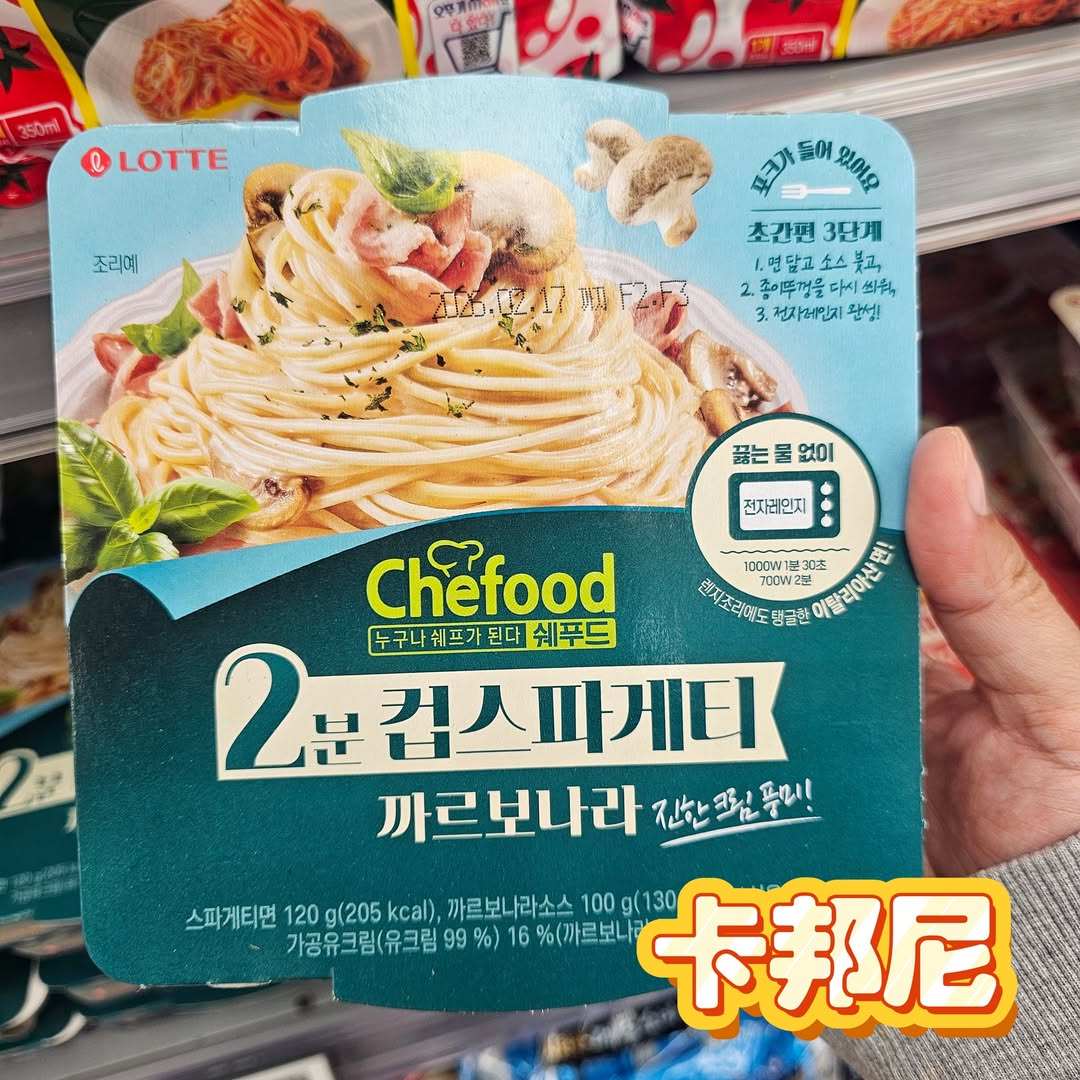 350ml
350ml
LOTTE
조리예
포크가 들어 있어요
초간편 3단계
1. 면 담고 소스 붓고,
2. 종이뚜껑을 다시 씌워,
3. 전자레인지 완성!
2026.02.17 까지 F2.F3
끓는 물 없이
전자레인지
1000W 1분 30초
700W 2분
렌지조리에도 탱글한 이탈리아산 면!
Chefood
누구나 쉐프가 된다 쉐푸드
2분 컵스파게티
까르보나라 진한 크림 풍미!
스파게티면 120 g(205 kcal), 까르보나라소스 100 g(130
가공유크림(유크림 99 %) 16 %(까르보나라
卡邦尼